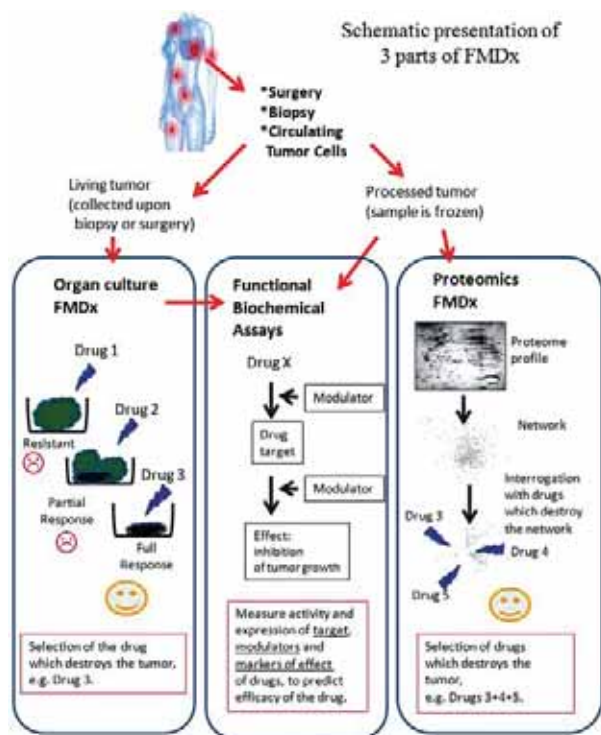 Schematic presentation of
3 parts of FMDx
*Surgery
*Biopsy
*Circulating
Tumor Cells
Living tumor
(collected upon
biopsy or surgery)
Processed tumor
(sample is frozen)
Organ culture
FMDx
Drug 1
Drug 2
Resistant
Drug 3
Partial
Response
Full
Response
Selection of the drug
which destroys the tumor,
e.g. Drug 3.
Functional
Biochemical
Assays
Drug X
Modulator
Drug
target
Modulator
Effect:
inhibition
of tumor growth
Measure activity and
expression of target,
modulators and
markers of effect
of drugs, to predict
efficacy of the drug.
Proteomics
FMDx
Proteome
profile
Network
Interrogation
with drugs
which destroy
the network
Drug 3
Drug 4
Drug 5
Selection of drugs
which destroys the
tumor,
e.g. Drugs 3+4+5.